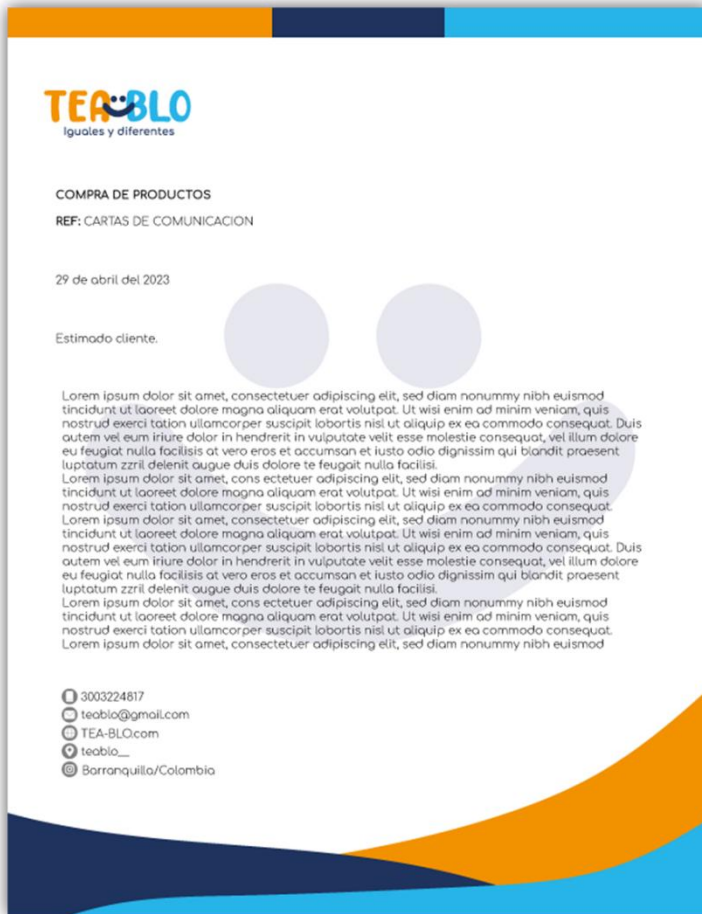 TEA BLO
Iguales y diferentes
COMPRA DE PRODUCTOS
REF: CARTAS DE COMUNICACION
29 de abril del 2023
Estimado cliente.
Lorem ipsum dolor sit amet, consectetuer adipiscing elit, sed diam nonummy nibh euismod
tincidunt ut laoreet dolore magna aliquam erat volutpat. Ut wisi enim ad minim veniam, quis
nostrud exerci tation ullamcorper suscipit lobortis nisl ut aliquip ex ea commodo consequat. Duis
autem vel eum iriure dolor in hendrerit in vulputate velit esse molestie consequat, vel illum dolore
eu feugiat nulla facilisis at vero eros et accumsan et iusto odio dignissim qui blandit praesent
luptatum zzril delenit augue duis dolore te feugait nulla facilisi.
Lorem ipsum dolor sit amet, cons ectetuer adipiscing elit, sed diam nonummy nibh euismod
tincidunt ut laoreet dolore magna aliquam erat volutpat. Ut wisi enim ad minim veniam, quis
nostrud exerci tation ullamcorper suscipit lobortis nisl ut aliquip ex ea commodo consequat.
Lorem ipsum dolor sit amet, consectetuer adipiscing elit, sed diam nonummy nibh euismod
tincidunt ut laoreet dolore magna aliquam erat volutpat. Ut wisi enim ad minim veniam, quis
nostrud exerci tation ullamcorper suscipit lobortis nisl ut aliquip ex ea commodo consequat. Duis
autem vel eum iriure dolor in hendrerit in vulputate velit esse molestie consequat, vel illum dolore
eu feugiat nulla facilisis at vero eros et accumsan et iusto odio dignissim qui blandit praesent
luptatum zzril delenit augue duis dolore te feugait nulla facilisi.
Lorem ipsum dolor sit amet, cons ectetuer adipiscing elit, sed diam nonummy nibh euismod
tincidunt ut laoreet dolore magna aliquam erat volutpat. Ut wisi enim ad minim veniam, quis
nostrud exerci tation ullamcorper suscipit lobortis nisl ut aliquip ex ea commodo consequat.
Lorem ipsum dolor sit amet, consectetuer adipiscing elit, sed diam nonummy nibh euismod
3003224817
teablo@gmail.com
TEA-BLO.com
teablo__
Barranquilla/Colombia